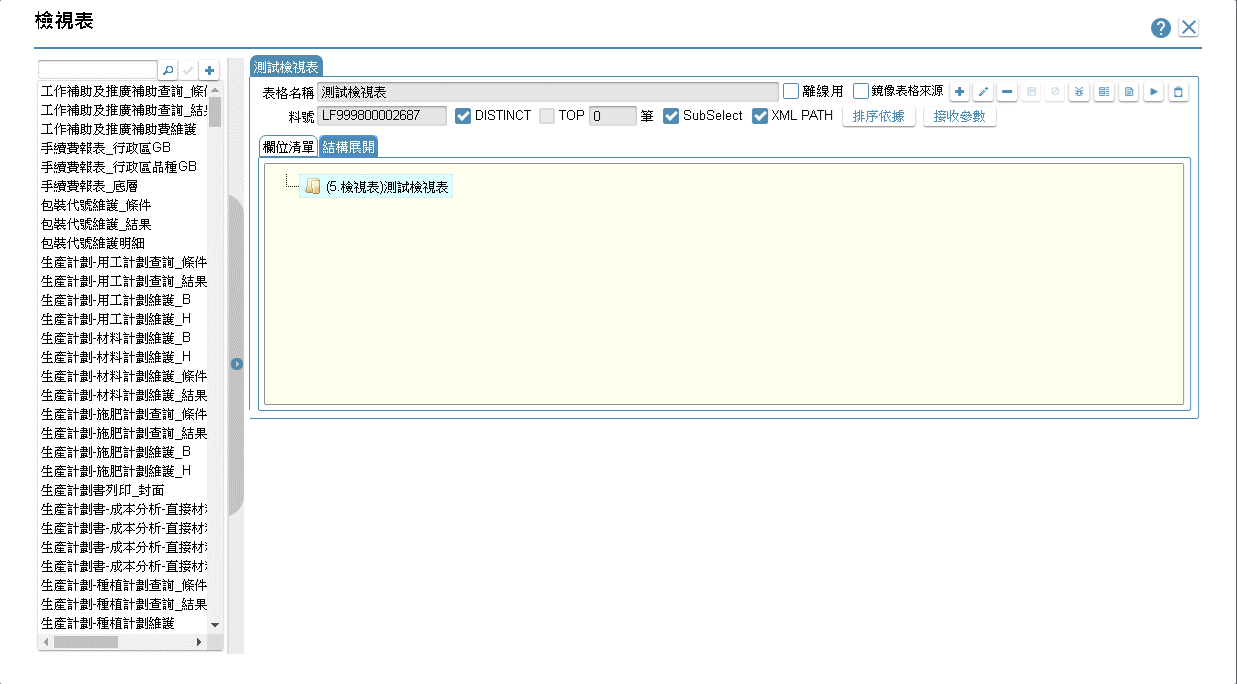 檢視表
工作補助及推廣補助查詢_條
工作補助及推廣補助查詢_結
工作補助及推廣補助費維護
手續費報表_行政區GB
手續費報表_行政區品種GB
手續費報表_底層
包裝代號維護_條件
包裝代號維護_結果
包裝代號維護明細
生產計劃-用工計劃查詢_條件
生產計劃-用工計劃查詢_結果
生產計劃-用工計劃維護_B
生產計劃-用工計劃維護_H
生產計劃-材料計劃維護_B
生產計劃-材料計劃維護_H
生產計劃-材料計劃維護_條件
生產計劃-材料計劃維護_結果
生產計劃-施肥計劃查詢_條件
生產計劃-施肥計劃查詢_結果
生產計劃-施肥計劃維護_B
生產計劃-施肥計劃維護_H
生產計劃書列印_封面
生產計劃書-成本分析-直接材
生產計劃書-成本分析-直接材
生產計劃書-成本分析-直接材
生產計劃書-成本分析-直接材
生產計劃-種植計劃查詢_條件
生產計劃-種植計劃查詢_結果
生產計劃-種植計劃維護
測試檢視表
表格名稱 測試檢視表 離線用 鏡像表格來源
料號 LF999800002687 DISTINCT TOP 0 筆 SubSelect XML PATH 排序依據 接收參數
欄位清單 結構展開
(5.檢視表)測試檢視表